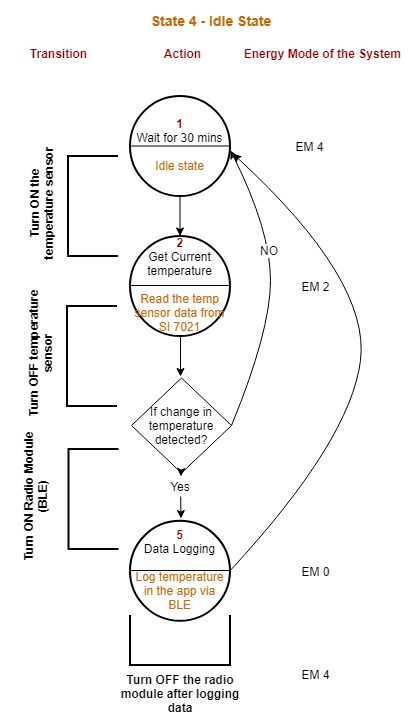 State 4 - Idle State
Transition
Action
Energy Mode of the System
1
Wait for 30 mins
Idle state
EM 4
Turn ON the
temperature sensor
2
Get Current
temperature
Read the temp
sensor data from
SI 7021
NO
EM 2
Turn OFF temperature
sensor
If change in
temperature
detected?
Yes
Turn ON Radio Module
(BLE)
5
Data Logging
Log temperature
in the app via
BLE
EM 0
EM 4
Turn OFF the radio
module after logging
data